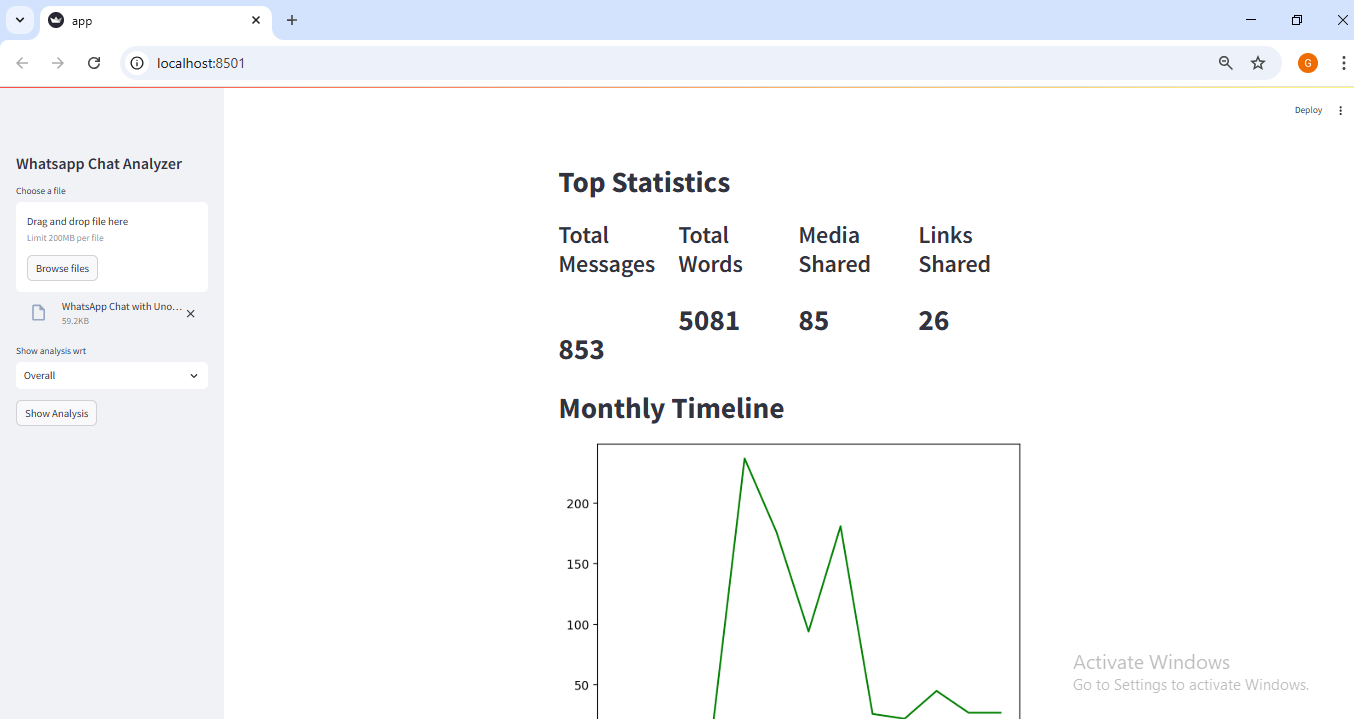 app
localhost:8501
G
Deploy
Whatsapp Chat Analyzer
Choose a file
Drag and drop file here
Limit 200MB per file
Browse files
WhatsApp Chat with Uno...
59.2KB
Show analysis wrt
Overall
Show Analysis
Top Statistics
Total Messages
853
Total Words
5081
Media Shared
85
Links Shared
26
Monthly Timeline
200
150
100
50
Activate Windows
Go to Settings to activate Windows.